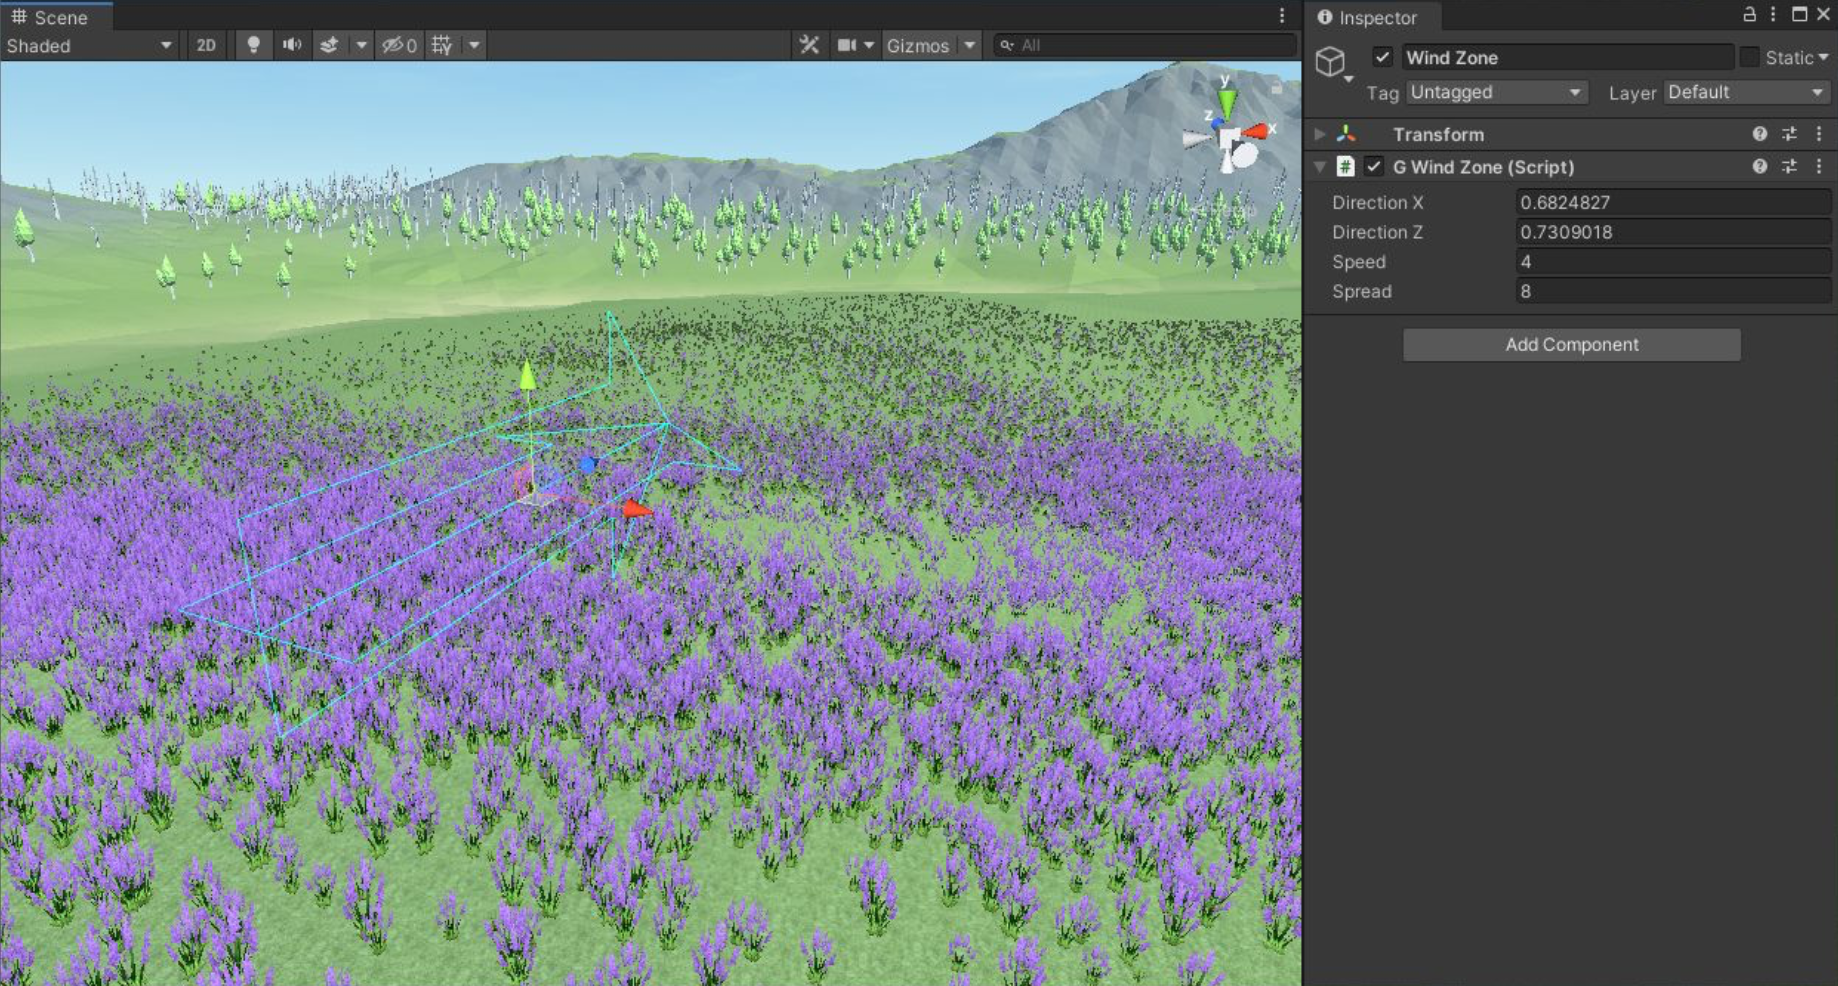 Scene
Shaded
2D
0
Gizmos
All
y
z
x
Inspector
Wind Zone
Static
Tag
Untagged
Layer
Default
Transform
#
G Wind Zone (Script)
Direction X
0.6824827
Direction Z
0.7309018
Speed
4
Spread
8
Add Component